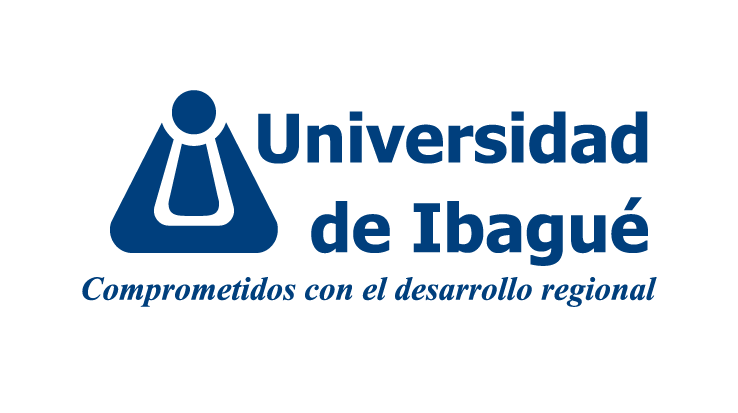 Universidad
de Ibagué
Comprometidos con el desarrollo regional